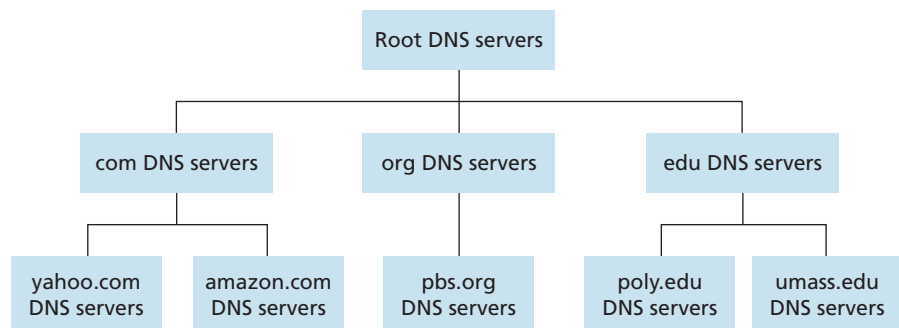 Root DNS servers
com DNS servers
org DNS servers
edu DNS servers
yahoo.com
DNS servers
amazon.com
DNS servers
pbs.org
DNS servers
poly.edu
DNS servers
umass.edu
DNS servers